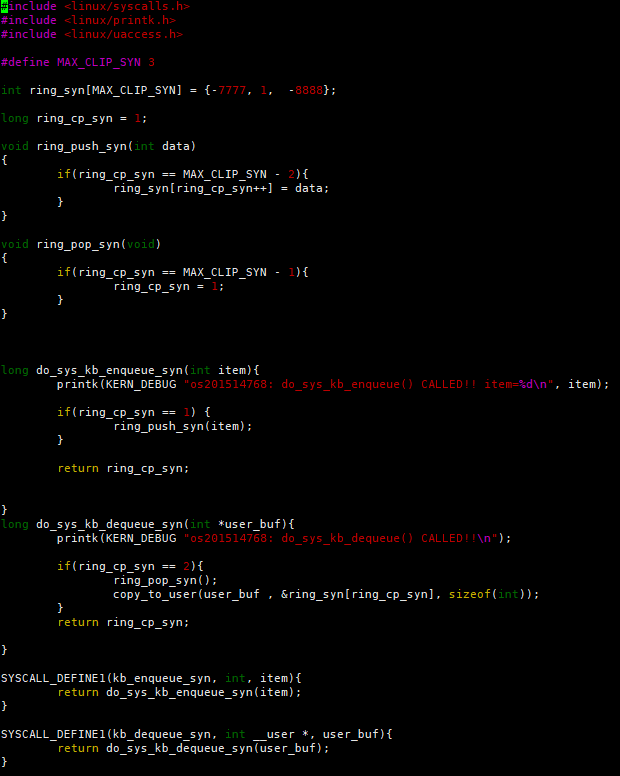 #include <linux/syscalls.h>
#include <linux/printk.h>
#include <linux/uaccess.h>
#define MAX_CLIP_SYN 3
int ring_syn[MAX_CLIP_SYN] = {-7777, 1,  -8888};
long ring_cp_syn = 1;
void ring_push_syn(int data)
{
        if(ring_cp_syn == MAX_CLIP_SYN - 2){
                ring_syn[ring_cp_syn++] = data;
        }
}
void ring_pop_syn(void)
{
        if(ring_cp_syn == MAX_CLIP_SYN - 1){
                ring_cp_syn = 1;
        }
}
long do_sys_kb_enqueue_syn(int item){
        printk(KERN_DEBUG "os201514768: do_sys_kb_enqueue() CALLED!! item=%d\n", item);
        if(ring_cp_syn == 1) {
                ring_push_syn(item);
        }
        return ring_cp_syn;
}
long do_sys_kb_dequeue_syn(int *user_buf){
        printk(KERN_DEBUG "os201514768: do_sys_kb_dequeue() CALLED!!\n");
        if(ring_cp_syn == 2){
                ring_pop_syn();
                copy_to_user(user_buf , &ring_syn[ring_cp_syn], sizeof(int));
        }
        return ring_cp_syn;
}
SYSCALL_DEFINE1(kb_enqueue_syn, int, item){
        return do_sys_kb_enqueue_syn(item);
}
SYSCALL_DEFINE1(kb_dequeue_syn, int __user *, user_buf){
        return do_sys_kb_dequeue_syn(user_buf);
}